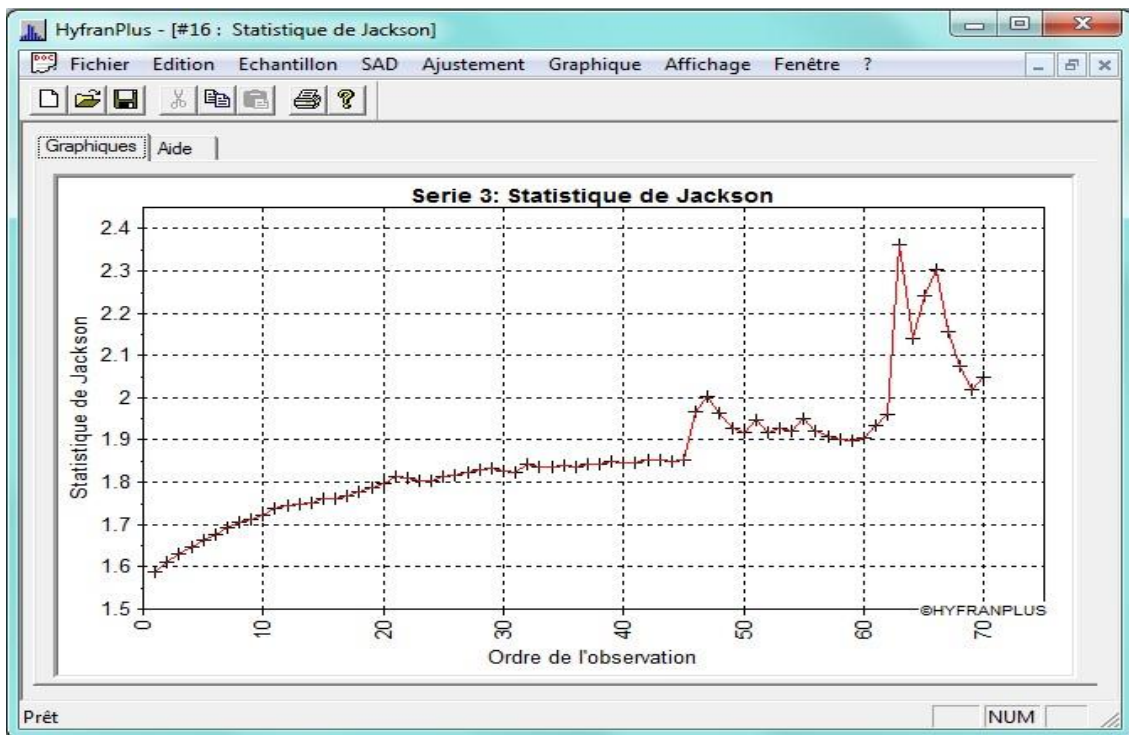 HyfranPlus - [#16 : Statistique de Jackson]
Fichier Edition Echantillon SAD Ajustement Graphique Affichage Fenêtre ?
Graphiques Aide
Serie 3: Statistique de Jackson
Statistique de Jackson
2.4
2.3
2.2
2.1
2
1.9
1.8
1.7
1.6
1.5
0 10 20 30 40 50 60 70
©HYFRANPLUS
Ordre de l'observation
Prêt NUM